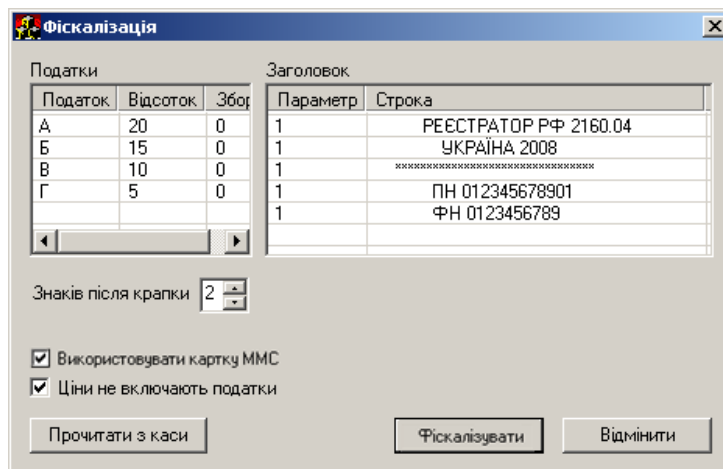 Фіскалізація
Податки
Податок Відсоток Збор
А 20 0
Б 15 0
В 10 0
Г 5 0
Заголовок
Параметр Строка
1 РЕЄСТРАТОР РФ 2160.04
1 УКРАЇНА 2008
1 ********************************
1 ПН 012345678901
1 ФН 0123456789
Знаків після крапки 2
Використовувати картку ММС
Ціни не включають податки
Прочитати з каси Фіскалізувати Відмінити